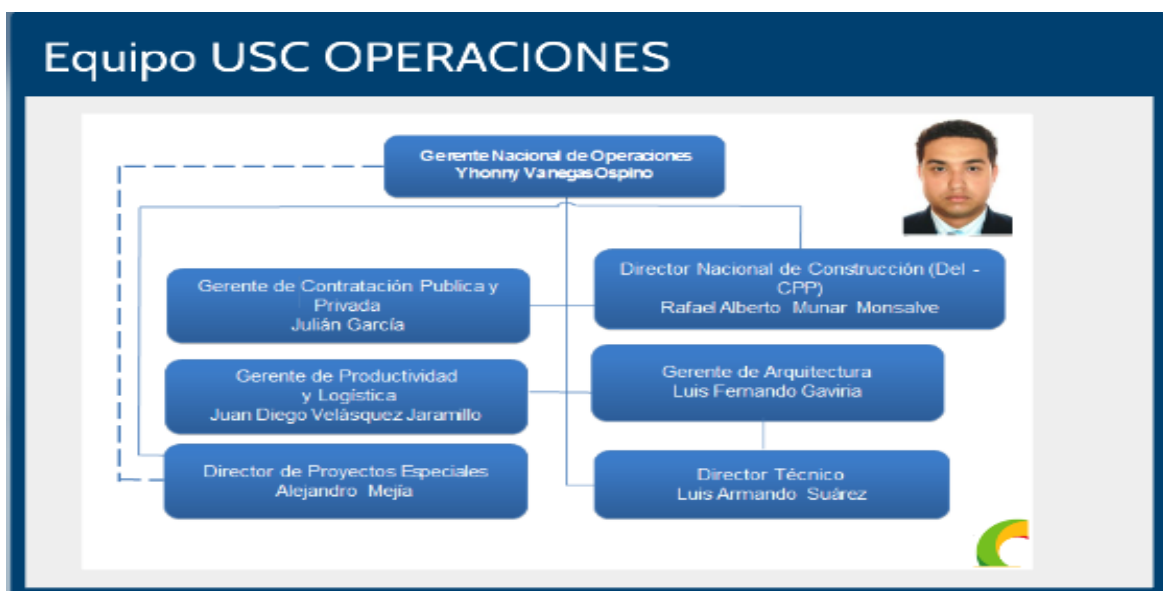 Equipo USC OPERACIONES
Gerente Nacional de Operaciones
Yhonny Vanegas Ospino
Gerente de Contratación Publica y
Privada
Julián García
Director Nacional de Construcción (Del -
CPP)
Rafael Alberto Munar Monsalve
Gerente de Productividad
y Logística
Juan Diego Velásquez Jaramillo
Gerente de Arquitectura
Luis Fernando Gaviria
Director de Proyectos Especiales
Alejandro Mejía
Director Técnico
Luis Armando Suárez